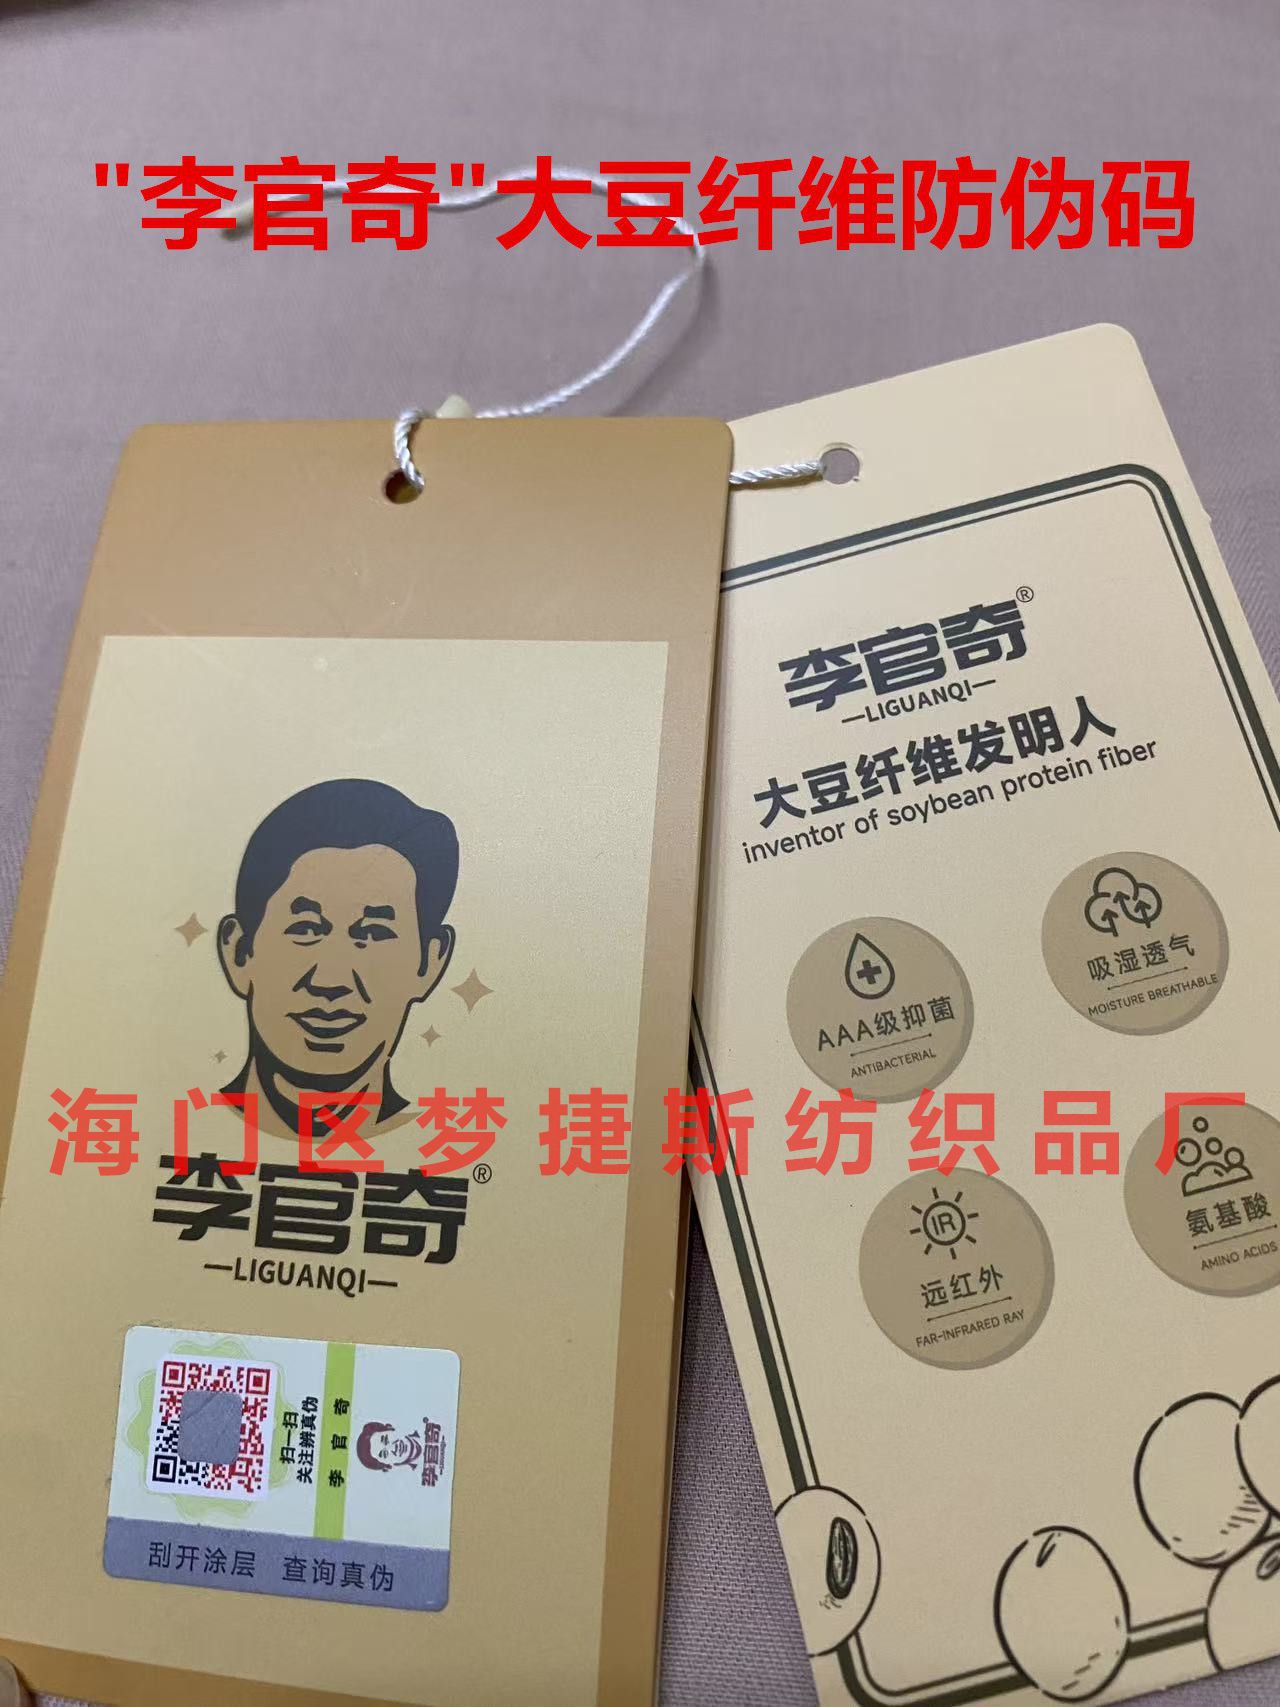 "李官奇"大豆纤维防伪码
李官奇®
—LIGUANQI—
大豆纤维发明人
inventor of soybean protein fiber
AAA级抑菌
ANTIBACTERIAL
吸湿透气
MOISTURE BREATHABLE
海门区梦捷斯纺织品厂
IR
远红外
FAR-INFRARED RAY
氨基酸
AMINO ACIDS
李官奇®
—LIGUANQI—
扫一扫
关注辨真伪
李官奇
李官奇
刮开涂层 查询真伪